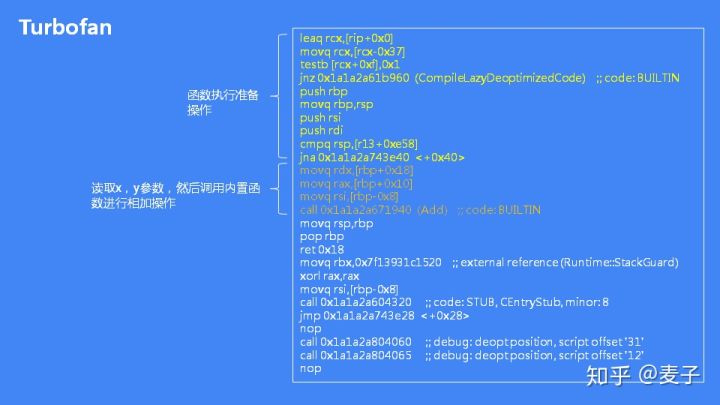 Turbofan
函数执行准备
操作
读取x，y参数，然后调用内置函
数进行相加操作
leaq rcx,[rip+0x0]
movq rcx,[rcx-0x37]
testb [rcx+0xf],0x1
jnz 0x1a1a2a61b960 (CompileLazyDeoptimizedCode) ;; code: BUILTIN
push rbp
movq rbp,rsp
push rsi
push rdi
cmpq rsp,[r13+0xe58]
jna 0x1a1a2a743e40 <+0x40>
movq rdx,[rbp+0x18]
movq rax,[rbp+0x10]
movq rsi,[rbp-0x8]
call 0x1a1a2a671940 (Add) ;; code: BUILTIN
movq rsp,rbp
pop rbp
ret 0x18
movq rbx,0x7f13931c1520 ;; external reference (Runtime::StackGuard)
xorl rax,rax
movq rsi,[rbp-0x8]
call 0x1a1a2a604320 ;; code: STUB, CEntryStub, minor: 8
jmp 0x1a1a2a743e28 <+0x28>
nop
call 0x1a1a2a804060 ;; debug: deopt position, script offset '31'
call 0x1a1a2a804065 ;; debug: deopt position, script offset '12'
nop
知乎 @麦子